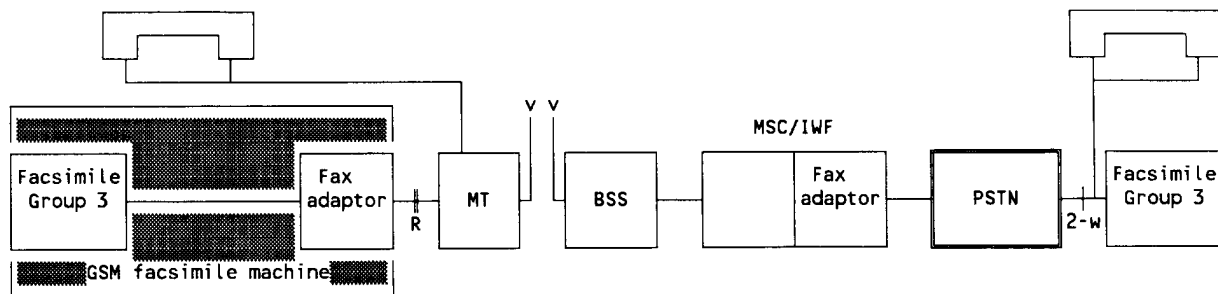 MSC/IWF
Facsimile
Group 3
Fax
adaptor
R
MT
BSS
Fax
adaptor
PSTN
2-w
Facsimile
Group 3
GSM facsimile machine